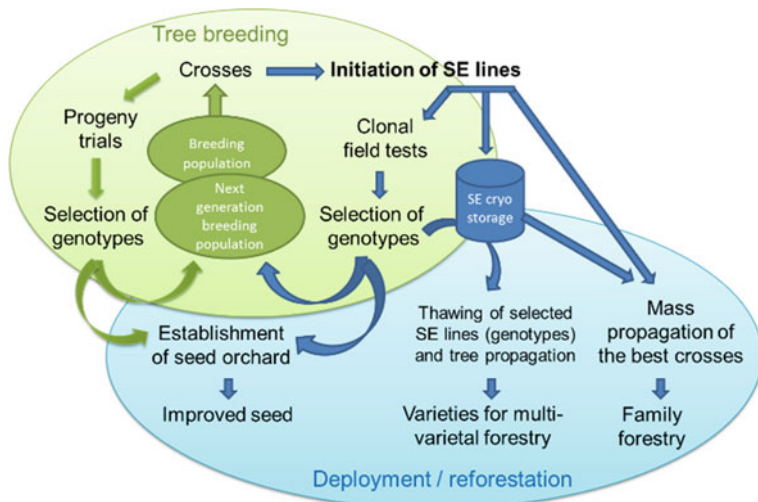 Tree breeding
Crosses
Initiation of SE lines
Progeny
trials
Breeding
population
Clonal
field tests
Selection of
genotypes
Next
generation
breeding
population
Selection of
genotypes
SE cryo
storage
Establishment
of seed orchard
Thawing of selected
SE lines (genotypes)
and tree propagation
Mass
propagation of
the best crosses
Improved seed
Varieties for multi-
varietal forestry
Family
forestry
Deployment / reforestation